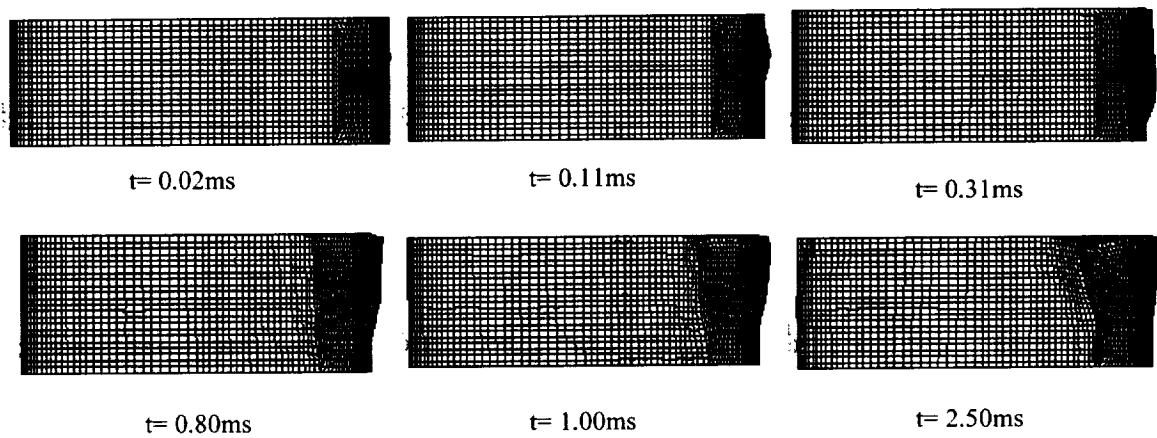 t= 0.02ms
t= 0.11ms
t= 0.31ms
t= 0.80ms
t= 1.00ms
t= 2.50ms